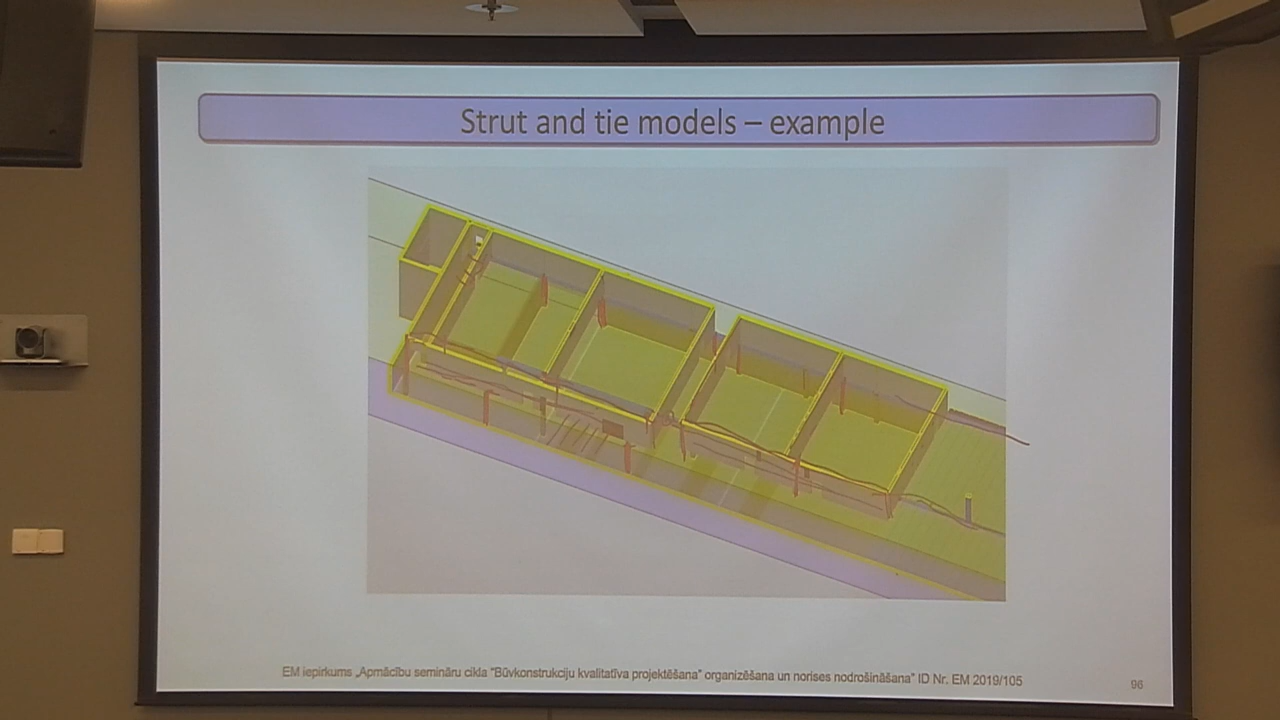 Strut and tie models – example
EM iepirkums „Apmācību semināru cikla "Būvkonstrukciju kvalitatīva projektēšana" organizēšana un norises nodrošināšana" ID Nr. EM 2019/105
96